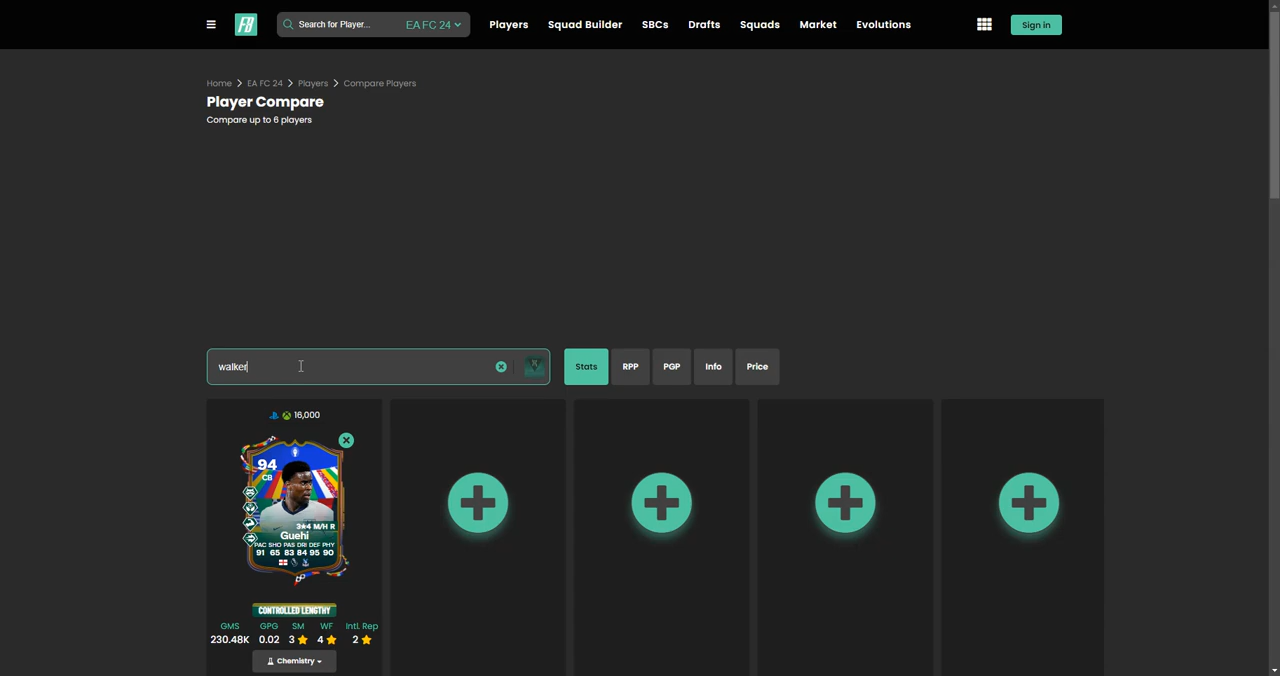 FB Search for Player... EA FC 24 Players Squad Builder SBCs Drafts Squads Market Evolutions Sign in
Home EA FC 24 Players Compare Players
Player Compare
Compare up to 6 players
walker Stats RPP PGP Info Price
16,000
94
CB
3★4 M/H R
Guehi
PAC SHO PAS DRI DEF PHY
91 65 83 84 95 90
CONTROLLED LENGTHY
GMS GPG SM WF Intl. Rep
230.48K 0.02 3 4 2
Chemistry